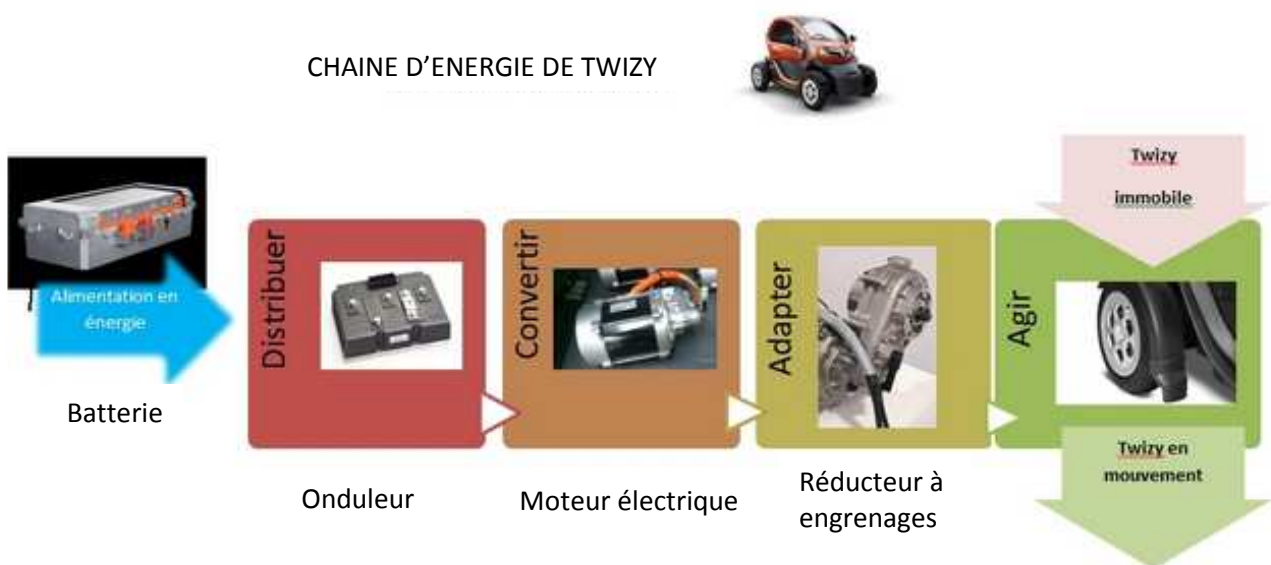 CHAINE D'ENERGIE DE TWIZY
Twizy
immobile
Alimentation en
énergie
Distribuer
Convertir
Adapter
Agir
Batterie
Twizy en
mouvement
Onduleur
Moteur électrique
Réducteur à
engrenages